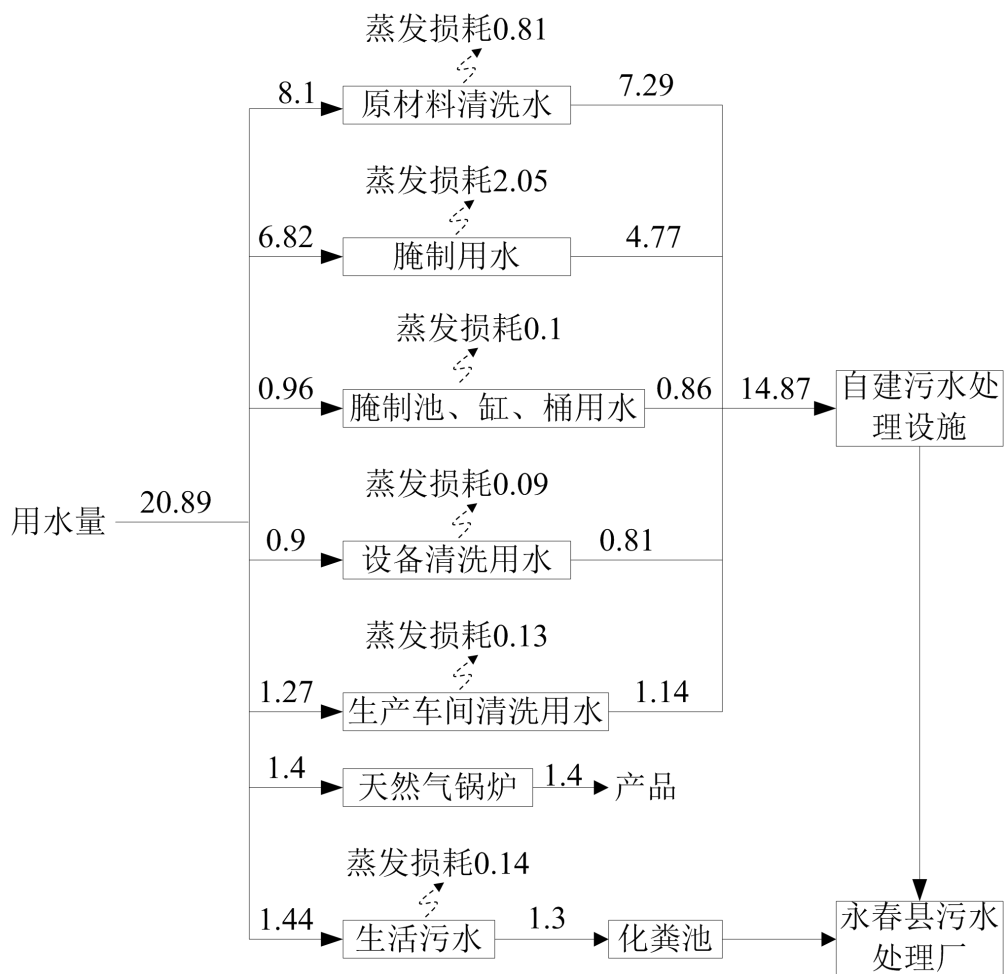 蒸发损耗0.81
8.1
原材料清洗水
7.29
蒸发损耗2.05
6.82
腌制用水
4.77
蒸发损耗0.1
0.96
腌制池、缸、桶用水
0.86
14.87
自建污水处
理设施
蒸发损耗0.09
用水量
20.89
0.9
设备清洗用水
0.81
蒸发损耗0.13
1.27
生产车间清洗用水
1.14
1.4
天然气锅炉
1.4
产品
蒸发损耗0.14
1.44
生活污水
1.3
化粪池
永春县污水
处理厂